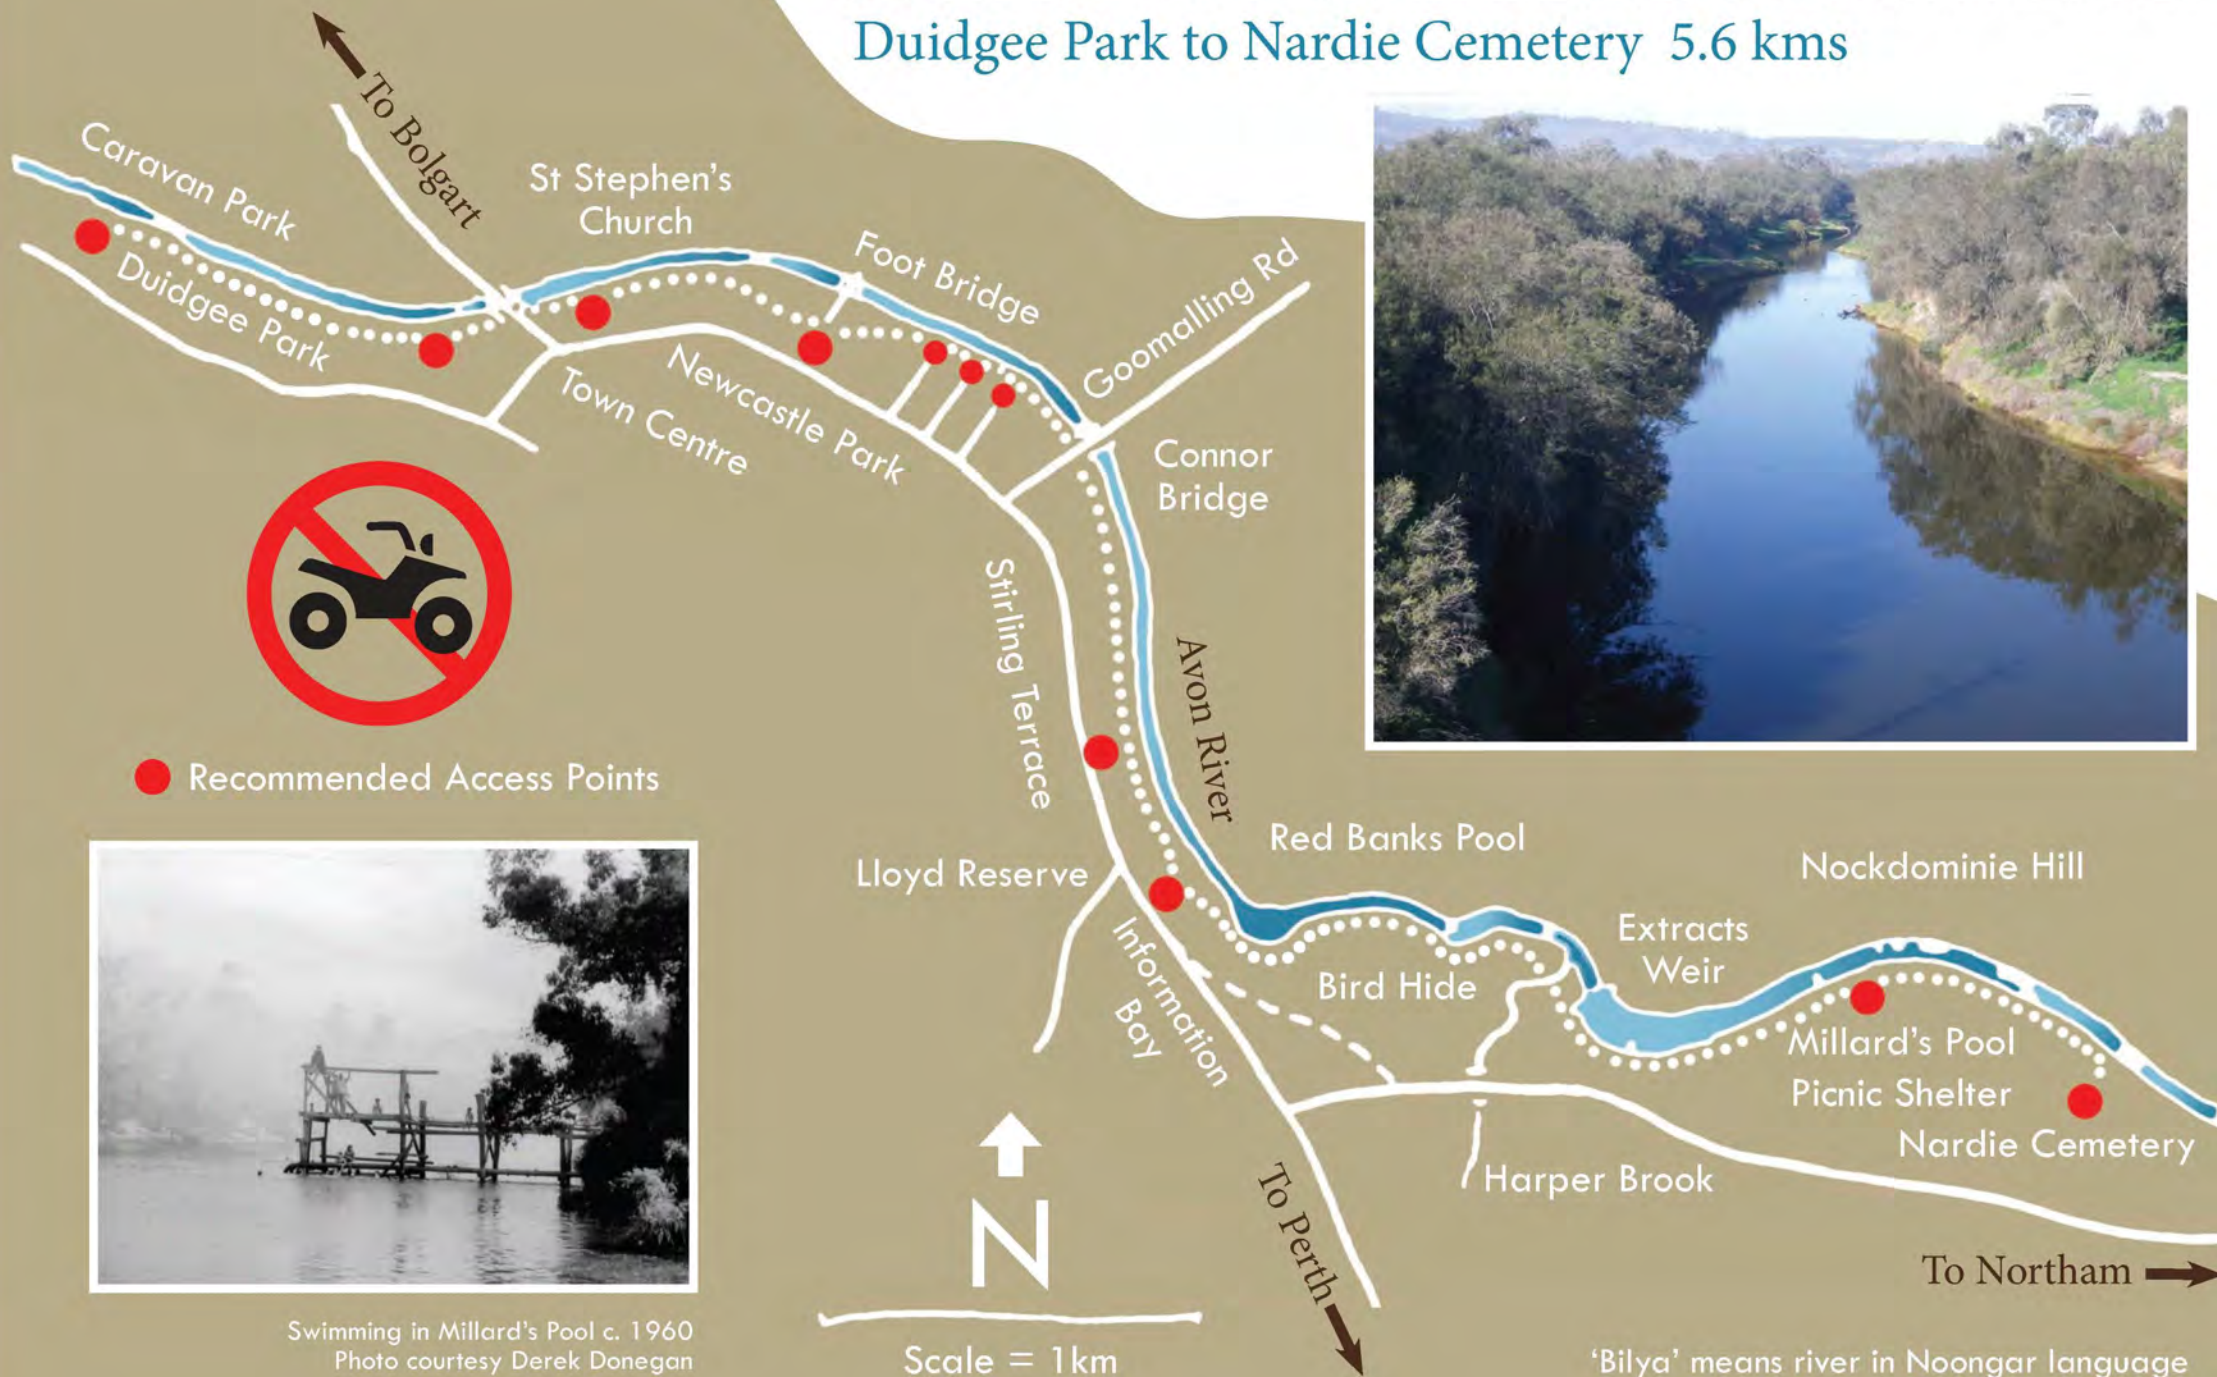 Duidgee Park to Nardie Cemetery 5.6 kms
To Bolgart
Caravan Park
St Stephen's
Church
Foot Bridge
Goomalling Rd
Duidgee Park
Town Centre
Newcastle Park
Connor
Bridge
Stirling Terrace
Avon River
Recommended Access Points
Red Banks Pool
Lloyd Reserve
Nockdominie Hill
Extracts
Weir
Information
Bay
Bird Hide
Millard's Pool
Picnic Shelter
Nardie Cemetery
Harper Brook
N
To Perth
To Northam
Swimming in Millard's Pool c. 1960
Photo courtesy Derek Donegan
Scale = 1km
‘Bilya’ means river in Noongar language